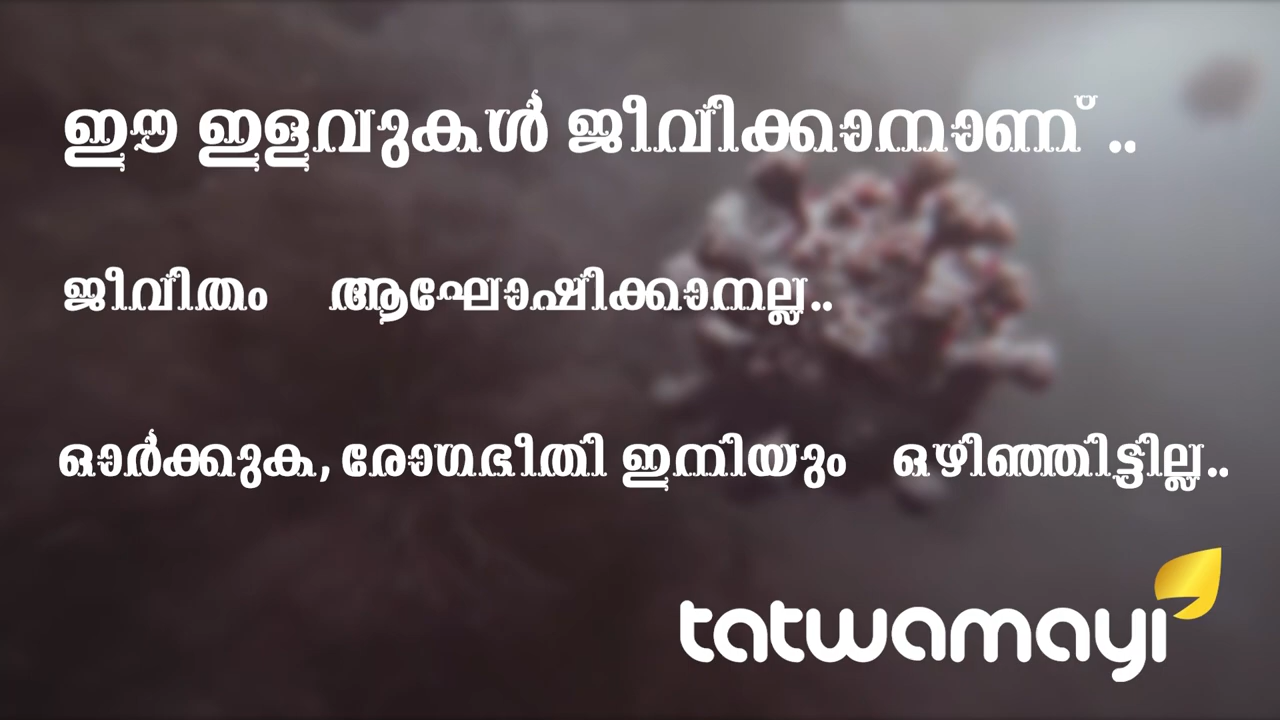 ഈ ഇളവുകൾ ജീവിക്കാനാണ് ..
ജീവിതം ആഘോഷിക്കാനല്ല..
ഓർക്കുക, രോഗഭീതി ഇനിയും ഒഴിഞ്ഞിട്ടില്ല..
tatwamayi